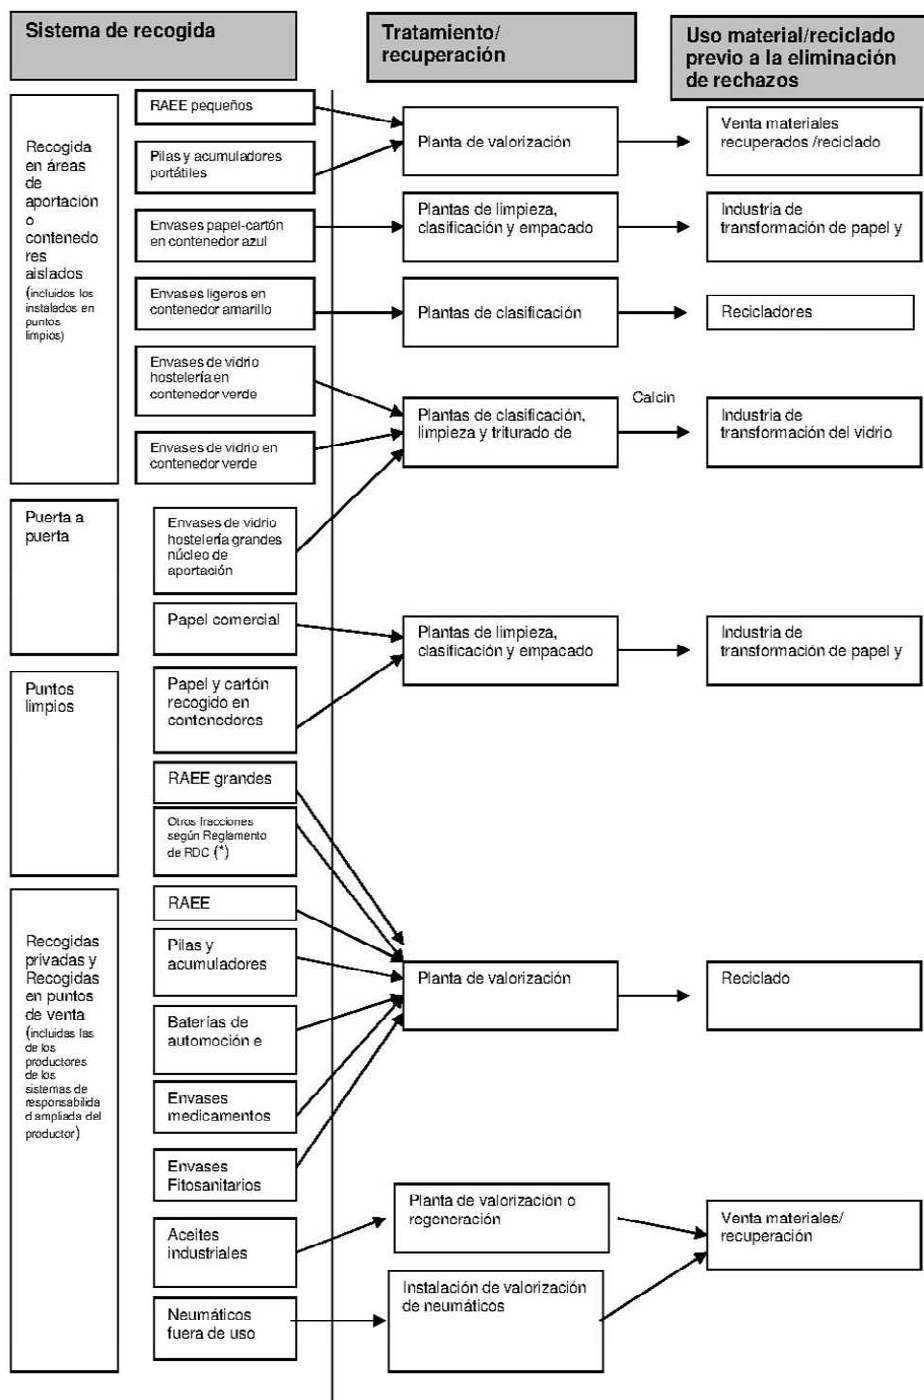 Sistema de recogida
Tratamiento/
recuperación
Uso material/reciclado
previo a la eliminación
de rechazos
Recogida
en áreas
de
aportación
o
contenedo
res
aislados
(incluidos los
instalados en
puntos
limpios)
RAEE pequeños
Pilas y acumuladores
portátiles
Planta de valorización
Venta materiales
recuperados /reciclado
Envases papel-cartón
en contenedor azul
Plantas de limpieza,
clasificación y empacado
Industria de
transformación de papel y
Envases ligeros en
contenedor amarillo
Plantas de clasificación
Recicladores
Envases de vidrio
hostelería en
contenedor verde
Envases de vidrio en
contenedor verde
Plantas de clasificación,
limpieza y triturado de
Calcin
Industria de
transformación del vidrio
Puerta a
puerta
Envases de vidrio
hostelería grandes
núcleo de
aportación
Papel comercial
Plantas de limpieza,
clasificación y empacado
Industria de
transformación de papel y
Puntos
limpios
Papel y cartón
recogido en
contenedores
RAEE grandes
Otros fracciones
según Reglamento
de RDC (*)
Recogidas
privadas y
Recogidas
en puntos
de venta
(incluidas las
de los
productores
de los
sistemas de
responsabilida
d ampliada del
productor)
RAEE
Pilas y
acumuladores
Baterías de
automoción e
Envases
medicamentos
Envases
Fitosanitarios
Planta de valorización
Reciclado
Aceites
industriales
Planta de valorización o
regeneración
Venta materiales/
recuperación
Neumáticos
fuera de uso
Instalación de valorización
de neumáticos